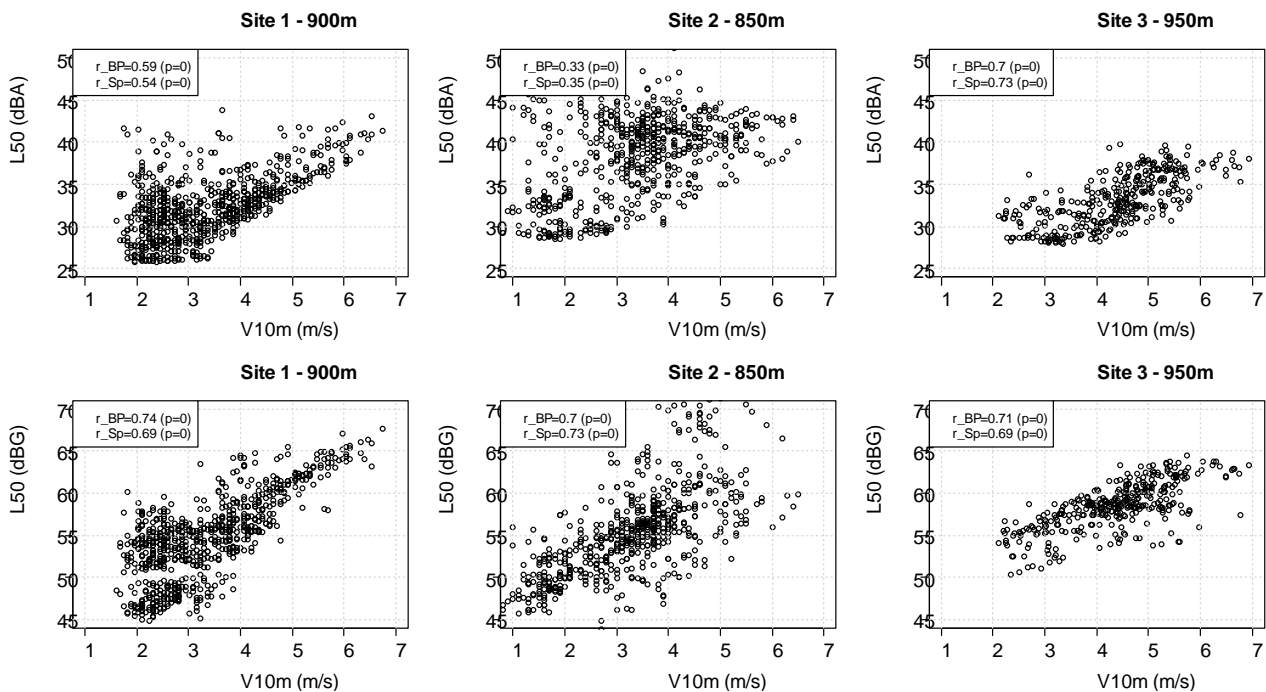 Site 1 - 900m
Site 2 - 850m
Site 3 - 950m
r_BP=0.59 (p=0)
r_Sp=0.54 (p=0)
L50 (dBA)
50
45
40
35
30
25
1 2 3 4 5 6 7
V10m (m/s)
r_BP=0.33 (p=0)
r_Sp=0.35 (p=0)
L50 (dBA)
50
45
40
35
30
25
1 2 3 4 5 6 7
V10m (m/s)
r_BP=0.7 (p=0)
r_Sp=0.73 (p=0)
L50 (dBA)
50
45
40
35
30
25
1 2 3 4 5 6 7
V10m (m/s)
Site 1 - 900m
Site 2 - 850m
Site 3 - 950m
r_BP=0.74 (p=0)
r_Sp=0.69 (p=0)
L50 (dBG)
70
65
60
55
50
45
1 2 3 4 5 6 7
V10m (m/s)
r_BP=0.7 (p=0)
r_Sp=0.73 (p=0)
L50 (dBG)
70
65
60
55
50
45
1 2 3 4 5 6 7
V10m (m/s)
r_BP=0.71 (p=0)
r_Sp=0.69 (p=0)
L50 (dBG)
70
65
60
55
50
45
1 2 3 4 5 6 7
V10m (m/s)